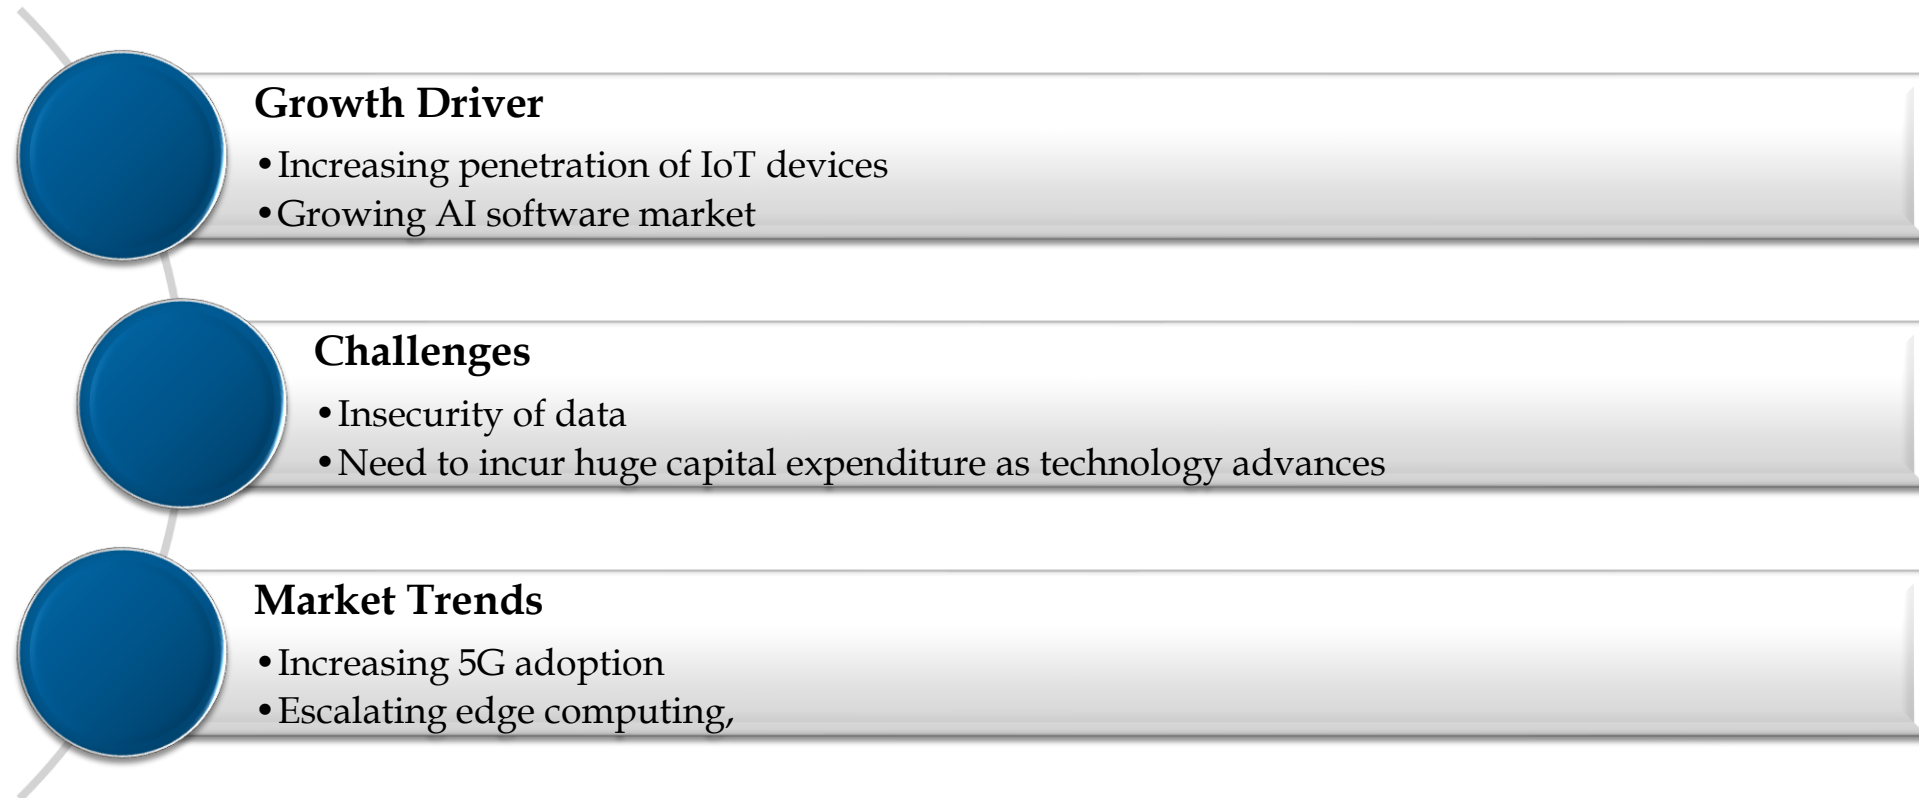 Growth Driver
•Increasing penetration of IoT devices
•Growing AI software market
Challenges
•Insecurity of data
•Need to incur huge capital expenditure as technology advances
Market Trends
•Increasing 5G adoption
•Escalating edge computing,